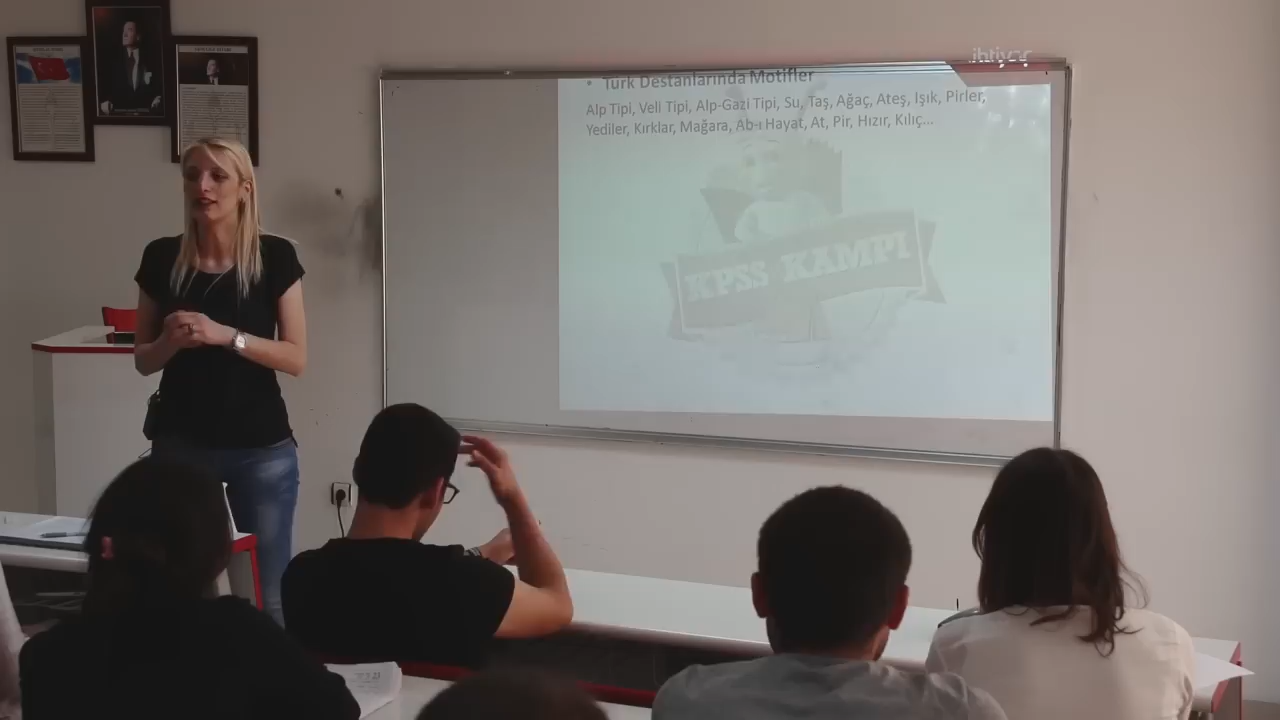 ihtiyaç
• Türk Destanlarında Motifler
Alp Tipi, Veli Tipi, Alp-Gazi Tipi, Su, Taş, Ağaç, Ateş, Işık, Pirler,
Yediler, Kırklar, Mağara, Ab-ı Hayat, At, Pir, Hızır, Kılıç...
KPSS KAMPI